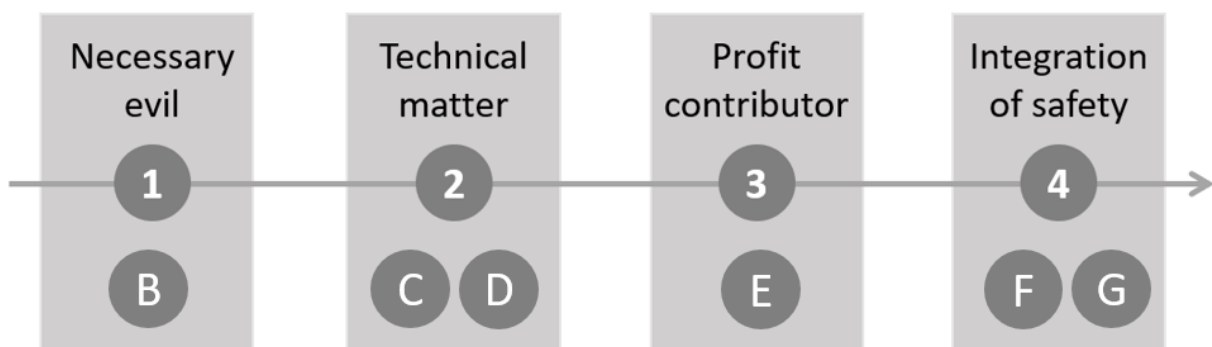 Necessary
evil
Technical
matter
Profit
contributor
Integration
of safety
1
2
3
4
B
C D
E
F G